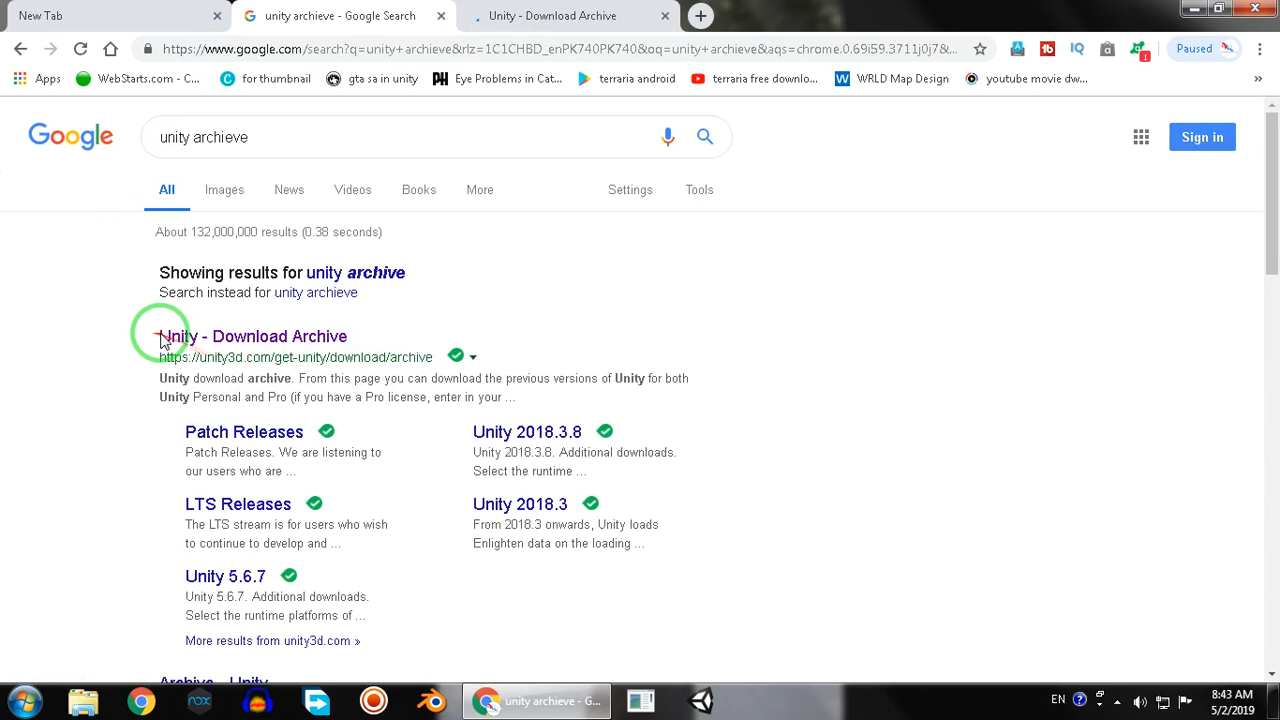 New Tab
unity archieve - Google Search
Unity - Download Archive
https://www.google.com/search?q=unity+archieve&rlz=1C1CHBD_enPK740PK740&oq=unity+archieve&aqs=chrome.0.69i59.3711j0j7&...
Paused
Apps
WebStarts.com - C...
for thumbnail
gta sa in unity
Eye Problems in Cat...
terraria android
terraria free downlo...
WRLD Map Design
youtube movie dw...
»
Google
unity archieve
Sign in
All
Images
News
Videos
Books
More
Settings
Tools
About 132,000,000 results (0.38 seconds)
Showing results for unity archive
Search instead for unity archieve
Unity - Download Archive
https://unity3d.com/get-unity/download/archive
Unity download archive. From this page you can download the previous versions of Unity for both
Unity Personal and Pro (if you have a Pro license, enter in your ...
Patch Releases
Patch Releases. We are listening to
our users who are ...
Unity 2018.3.8
Unity 2018.3.8. Additional downloads.
Select the runtime ...
LTS Releases
The LTS stream is for users who wish
to continue to develop and ...
Unity 2018.3
From 2018.3 onwards, Unity loads
Enlighten data on the loading ...
Unity 5.6.7
Unity 5.6.7. Additional downloads.
Select the runtime platforms of ...
More results from unity3d.com »
Archive - Unity
unity archieve - G...
EN
8:43 AM
5/2/2019